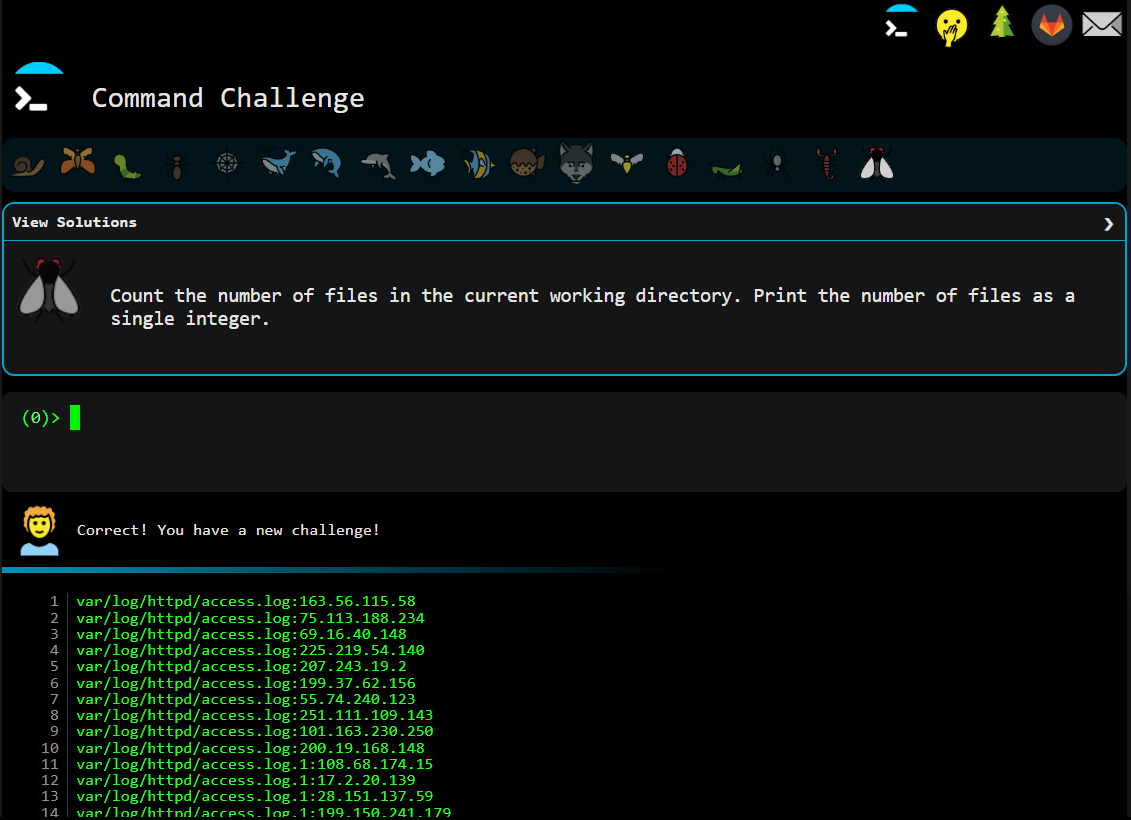 Command Challenge
View Solutions
Count the number of files in the current working directory. Print the number of files as a
single integer.
(0)>
Correct! You have a new challenge!
1 var/log/httpd/access.log:163.56.115.58
2 var/log/httpd/access.log:75.113.188.234
3 var/log/httpd/access.log:69.16.40.148
4 var/log/httpd/access.log:225.219.54.140
5 var/log/httpd/access.log:207.243.19.2
6 var/log/httpd/access.log:199.37.62.156
7 var/log/httpd/access.log:55.74.240.123
8 var/log/httpd/access.log:251.111.109.143
9 var/log/httpd/access.log:101.163.230.250
10 var/log/httpd/access.log:200.19.168.148
11 var/log/httpd/access.log.1:108.68.174.15
12 var/log/httpd/access.log.1:17.2.20.139
13 var/log/httpd/access.log.1:28.151.137.59
14 var/log/httpd/access.log.1:199.150.241.179